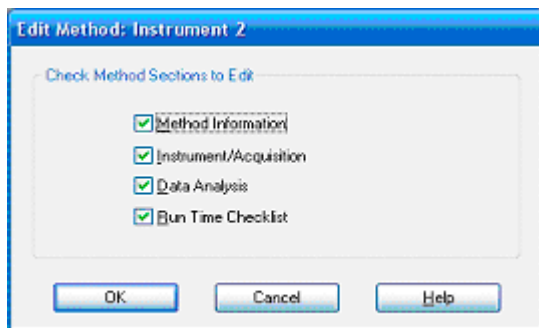 Edit Method: Instrument 2
Check Method Sections to Edit
Method Information
Instrument/Acquisition
Data Analysis
Run Time Checklist
OK Cancel Help